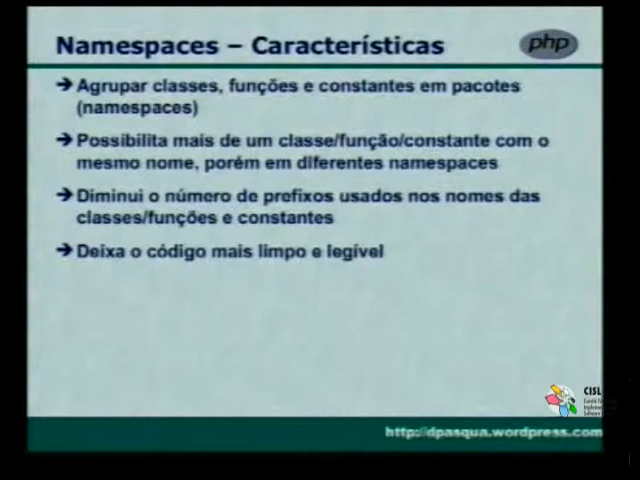 Namespaces – Características
php
Agrupar classes, funções e constantes em pacotes
(namespaces)
Possibilita mais de um classe/função/constante com o
mesmo nome, porém em diferentes namespaces
Diminui o número de prefixos usados nos nomes das
classes/funções e constantes
Deixa o código mais limpo e legível
CISL
http://dpasqua.wordpress.com